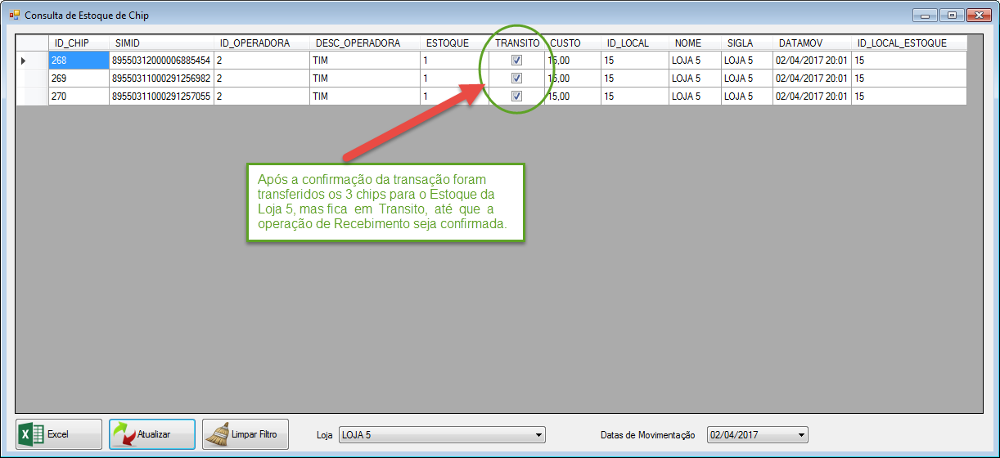 Consulta de Estoque de Chip
ID_CHIP SIMID ID_OPERADORA DESC_OPERADORA ESTOQUE TRANSITO CUSTO ID_LOCAL NOME SIGLA DATAMOV ID_LOCAL_ESTOQUE
268 89550312000006885454 2 TIM 1 15,00 15 LOJA 5 LOJA 5 02/04/2017 20:01 15
269 89550311000291256982 2 TIM 1 15,00 15 LOJA 5 LOJA 5 02/04/2017 20:01 15
270 89550311000291257055 2 TIM 1 15,00 15 LOJA 5 LOJA 5 02/04/2017 20:01 15
Após a confirmação da transação foram
transferidos os 3 chips para o Estoque da
Loja 5, mas fica em Transito, até que a
operação de Recebimento seja confirmada.
Excel Atualizar Limpar Filtro Loja LOJA 5 Datas de Movimentação 02/04/2017